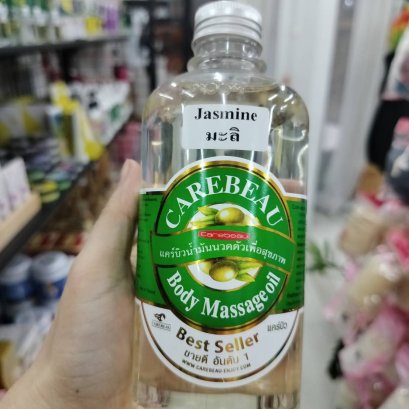 Jasmine
มะลิ
CAREBEAU
Carebeau
แคร์บิวน้ำมันนวดตัวเพื่อสุขภาพ
Body Massage oil
CAREBEAU
Best Seller
แคร์บิว
ขายดี อันดับ 1
WWW.CAREBEAU-ENJOY.COM